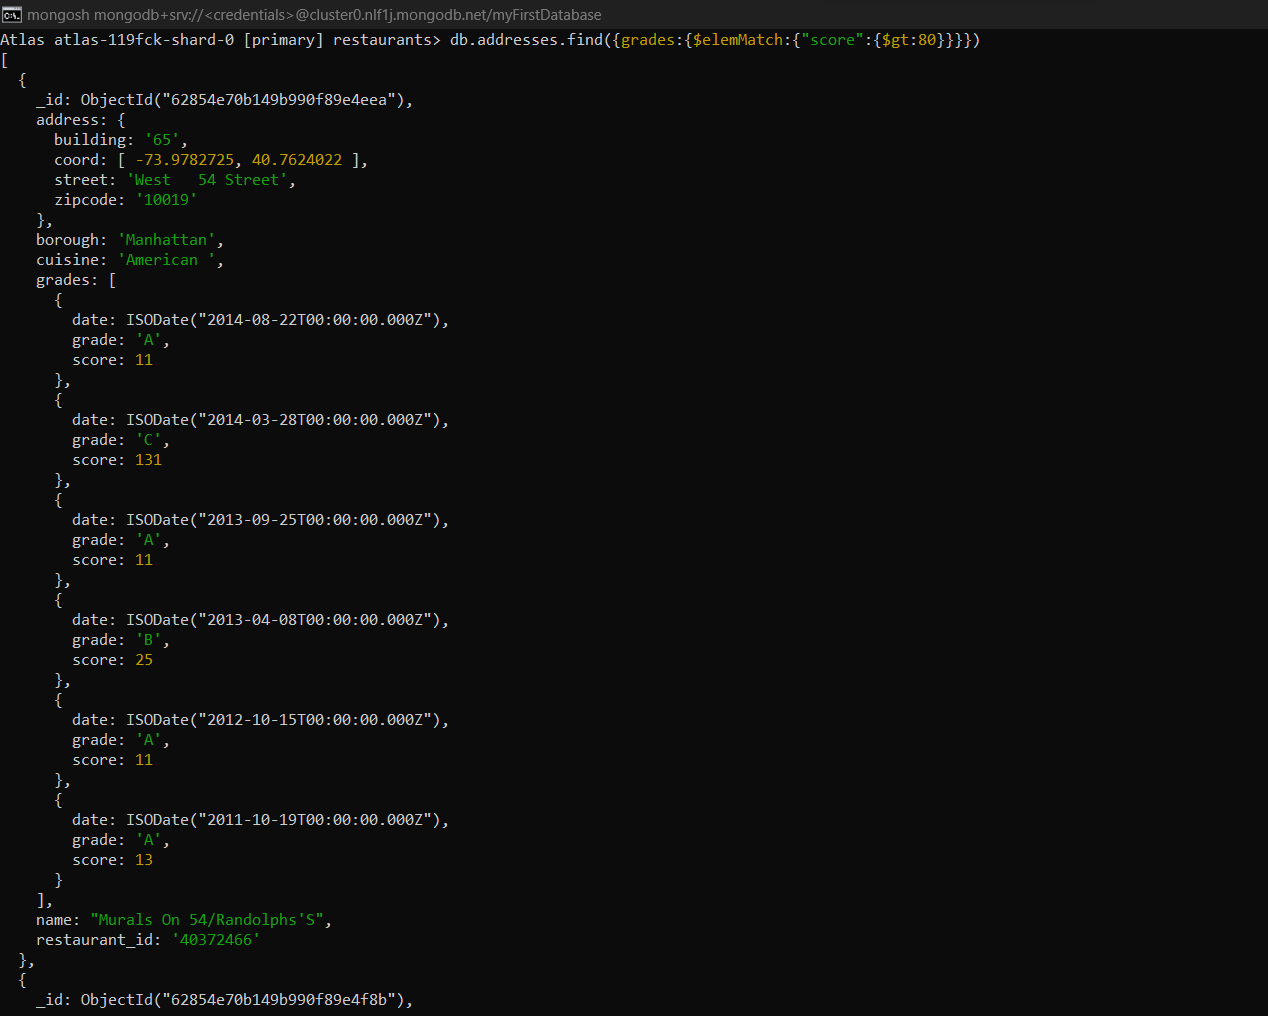 mongosh mongodb+srv://<credentials>@cluster0.nlf1j.mongodb.net/myFirstDatabase
Atlas atlas-119fck-shard-0 [primary] restaurants> db.addresses.find({grades:{$elemMatch:{"score":{$gt:80}}}})
[
  {
    _id: ObjectId("62854e70b149b990f89e4eea"),
    address: {
      building: '65',
      coord: [ -73.9782725, 40.7624022 ],
      street: 'West   54 Street',
      zipcode: '10019'
    },
    borough: 'Manhattan',
    cuisine: 'American ',
    grades: [
      {
        date: ISODate("2014-08-22T00:00:00.000Z"),
        grade: 'A',
        score: 11
      },
      {
        date: ISODate("2014-03-28T00:00:00.000Z"),
        grade: 'C',
        score: 131
      },
      {
        date: ISODate("2013-09-25T00:00:00.000Z"),
        grade: 'A',
        score: 11
      },
      {
        date: ISODate("2013-04-08T00:00:00.000Z"),
        grade: 'B',
        score: 25
      },
      {
        date: ISODate("2012-10-15T00:00:00.000Z"),
        grade: 'A',
        score: 11
      },
      {
        date: ISODate("2011-10-19T00:00:00.000Z"),
        grade: 'A',
        score: 13
      }
    ],
    name: "Murals On 54/Randolphs'S",
    restaurant_id: '40372466'
  },
  {
    _id: ObjectId("62854e70b149b990f89e4f8b"),